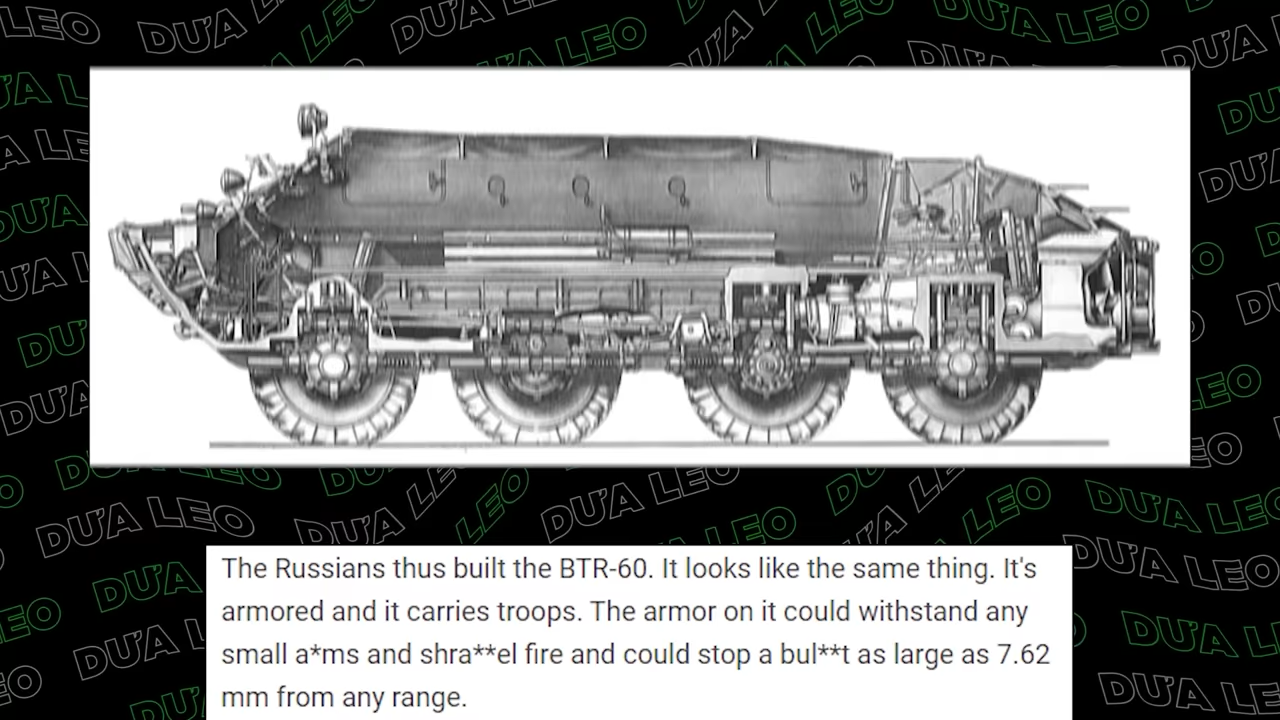 DƯA LEO
The Russians thus built the BTR-60. It looks like the same thing. It's
armored and it carries troops. The armor on it could withstand any
small a*ms and shra**el fire and could stop a bul**t as large as 7.62
mm from any range.